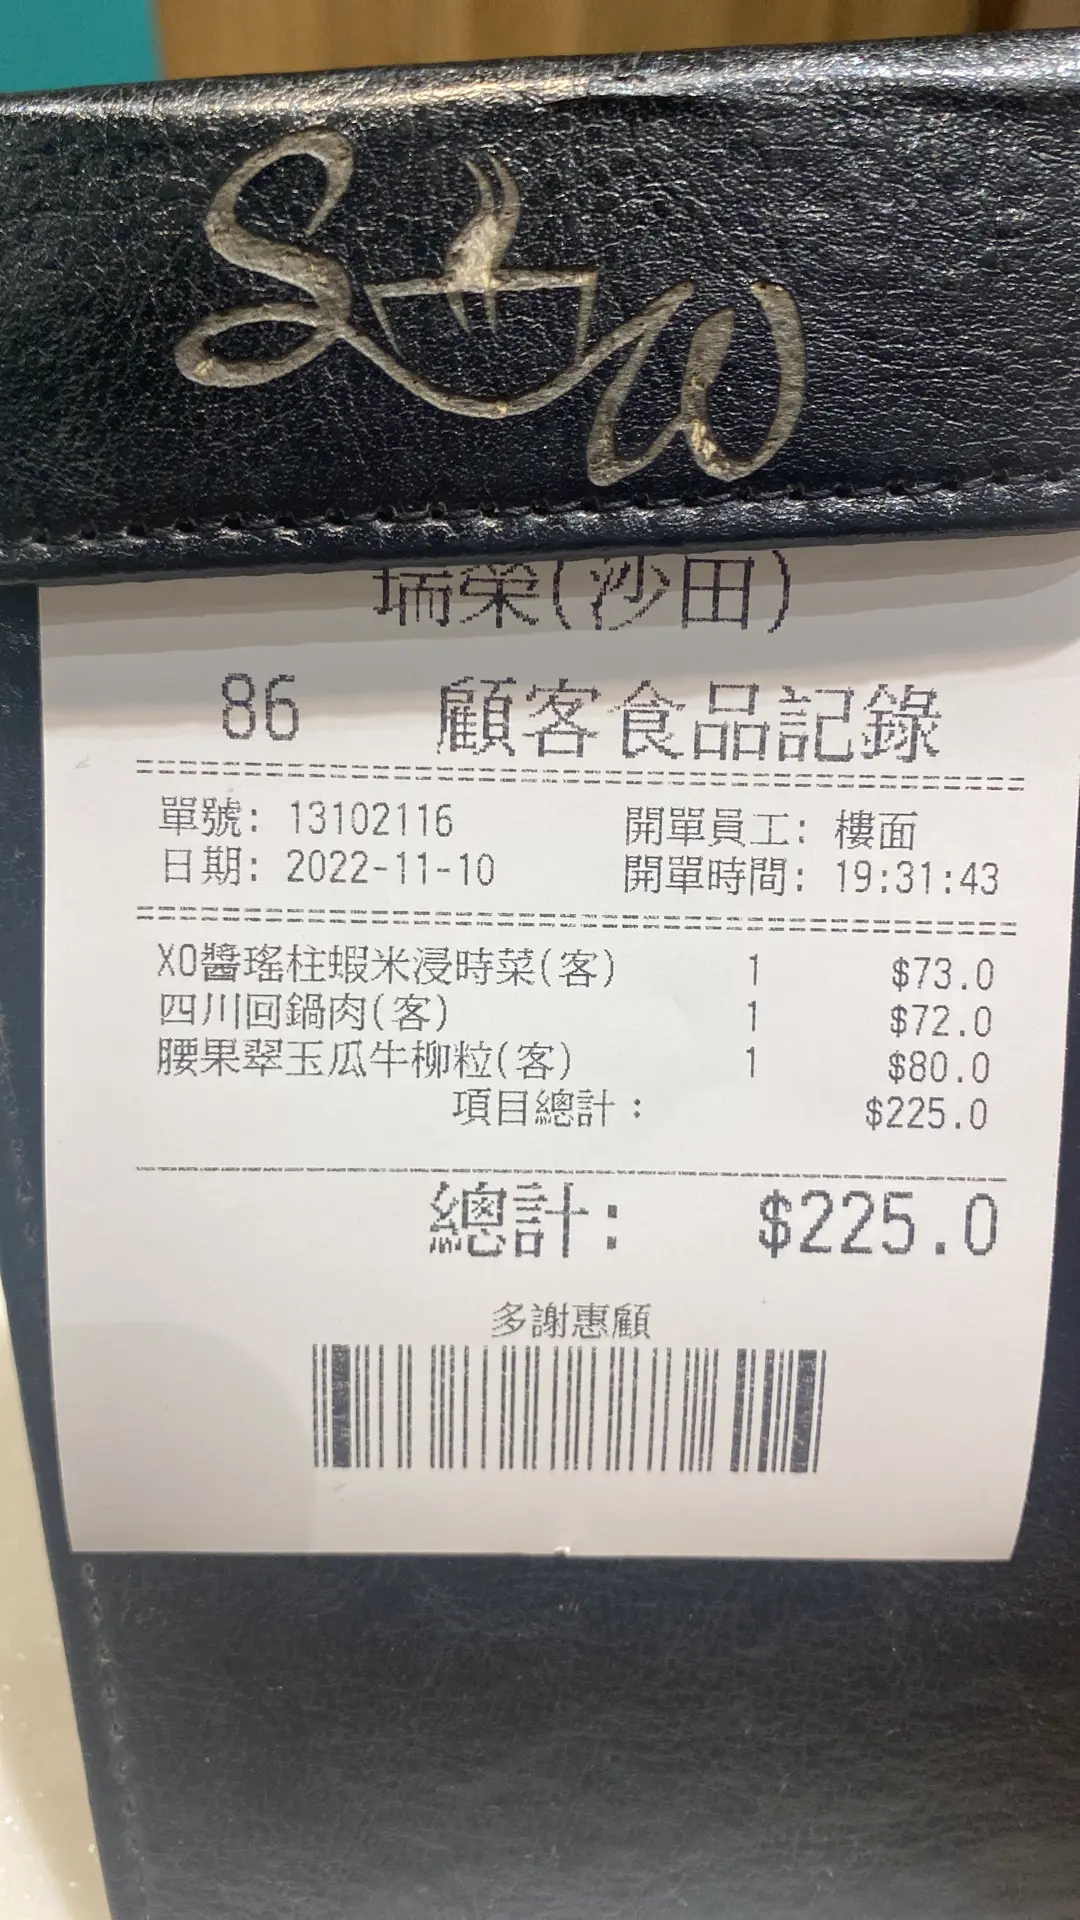 SW
瑞榮(沙田)
86 顧客食品記錄
單號: 13102116 開單員工: 樓面
日期: 2022-11-10 開單時間: 19:31:43
XO醬瑤柱蝦米浸時菜(客) 1 $73.0
四川回鍋肉(客) 1 $72.0
腰果翠玉瓜牛柳粒(客) 1 $80.0
項目總計: $225.0
總計: $225.0
多謝惠顧